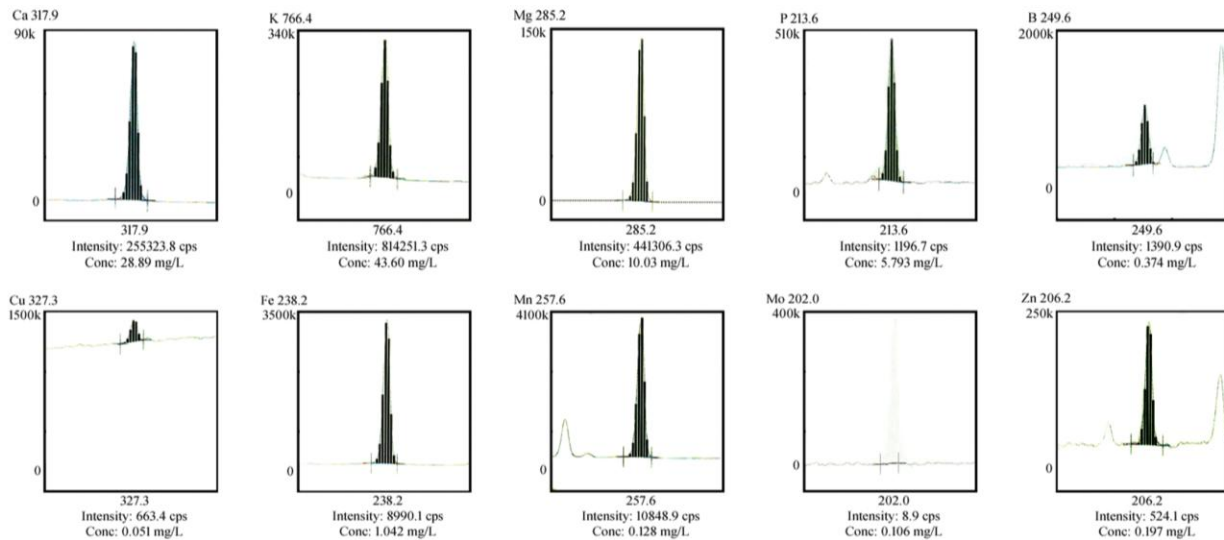 Ca 317.9
90k
0
317.9
Intensity: 255323.8 cps
Conc: 28.89 mg/L
K 766.4
340k
0
766.4
Intensity: 814251.3 cps
Conc: 43.60 mg/L
Mg 285.2
150k
0
285.2
Intensity: 441306.3 cps
Conc: 10.03 mg/L
P 213.6
510k
0
213.6
Intensity: 1196.7 cps
Conc: 5.793 mg/L
B 249.6
2000k
0
249.6
Intensity: 1390.9 cps
Conc: 0.374 mg/L
Cu 327.3
1500k
0
327.3
Intensity: 663.4 cps
Conc: 0.051 mg/L
Fe 238.2
3500k
0
238.2
Intensity: 8990.1 cps
Conc: 1.042 mg/L
Mn 257.6
4100k
0
257.6
Intensity: 10848.9 cps
Conc: 0.128 mg/L
Mo 202.0
400k
0
202.0
Intensity: 8.9 cps
Conc: 0.106 mg/L
Zn 206.2
250k
0
206.2
Intensity: 524.1 cps
Conc: 0.197 mg/L